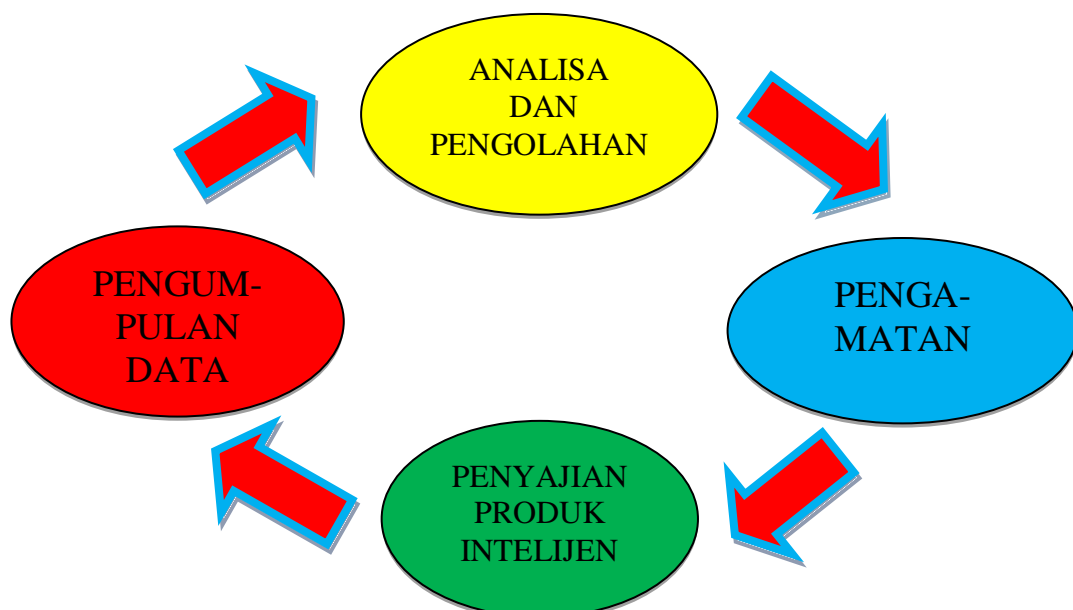 ANALISA
DAN
PENGOLAHAN
PENGUM-
PULAN
DATA
PENGA-
MATAN
PENYAJIAN
PRODUK
INTELIJEN